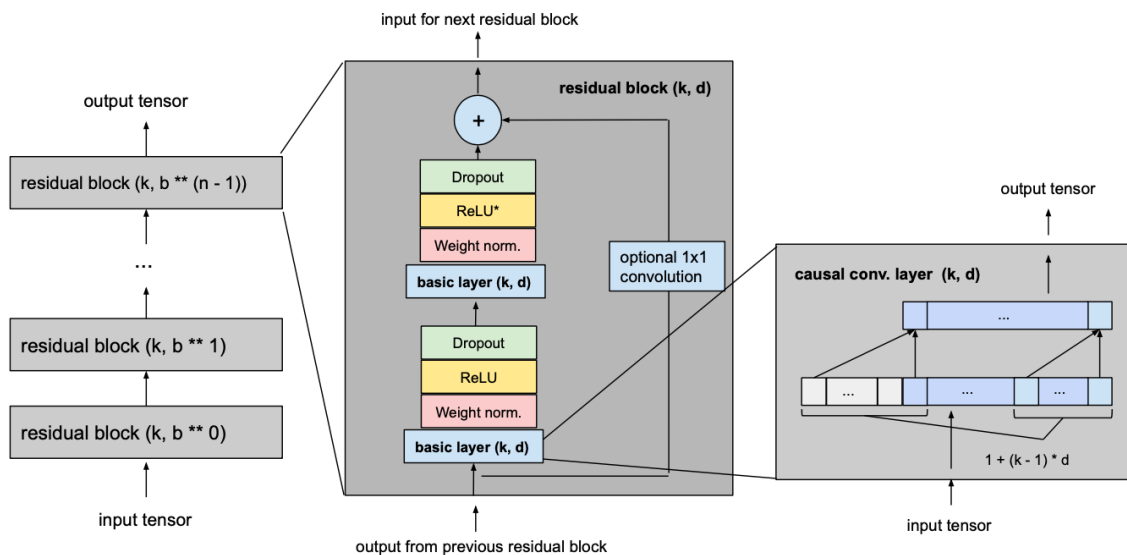 output tensor
residual block (k, b ** (n - 1))
...
residual block (k, b ** 1)
residual block (k, b ** 0)
input tensor
input for next residual block
residual block (k, d)
+
Dropout
ReLU*
Weight norm.
basic layer (k, d)
optional 1x1
convolution
Dropout
ReLU
Weight norm.
basic layer (k, d)
output from previous residual block
output tensor
causal conv. layer (k, d)
...
... ... ...
1 + (k - 1) * d
input tensor